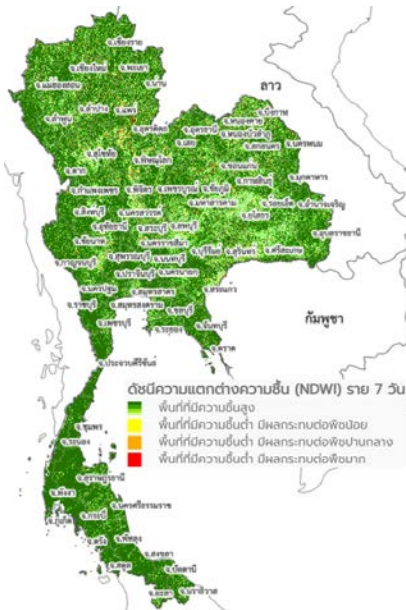 จ.เชียงราย
จ.เชียงใหม่ จ.พะเยา
จ.แม่ฮ่องสอน จ.น่าน
ลาว
จ.ลำปาง จ.แพร่
จ.ลำพูน
จ.บึงกาฬ
จ.อุตรดิตถ์ จ.อุดรธานี จ.หนองคาย
จ.เลย จ.หนองบัวลำภู
จ.สกลนคร จ.นครพนม
จ.สุโขทัย จ.พิษณุโลก
จ.ขอนแก่น
จ.ตาก จ.กาฬสินธุ์ จ.มุกดาหาร
จ.กำแพงเพชร จ.พิจิตร จ.เพชรบูรณ์ จ.ชัยภูมิ
จ.มหาสารคาม จ.ร้อยเอ็ด จ.อำนาจเจริญ
จ.สิงห์บุรี จ.นครสวรรค์ จ.ยโสธร
จ.อุทัยธานี จ.สระบุรี จ.ลพบุรี
จ.ชัยนาท จ.นครราชสีมา จ.อุบลราชธานี
จ.สุพรรณบุรี จ.นนทบุรี จ.บุรีรัมย์ จ.สุรินทร์ จ.ศรีสะเกษ
จ.กาญจนบุรี จ.ปราจีนบุรี จ.นครนายก
จ.นครปฐม จ.สมุทรสาคร จ.สระแก้ว
จ.ราชบุรี จ.สมุทรสงคราม
จ.ชลบุรี
กัมพูชา
จ.เพชรบุรี จ.ระยอง จ.จันทบุรี
จ.ตราด
จ.ประจวบคีรีขันธ์
ดัชนีความแตกต่างความชื้น (NDWI) ราย 7 วัน
พื้นที่ที่มีความชื้นสูง
พื้นที่ที่มีความชื้นต่ำ มีผลกระทบต่อพืชน้อย
พื้นที่ที่มีความชื้นต่ำ มีผลกระทบต่อพืชปานกลาง
พื้นที่ที่มีความชื้นต่ำ มีผลกระทบต่อพืชมาก
จ.ชุมพร
จ.ระนอง
จ.สุราษฎร์ธานี
จ.พังงา
จ.นครศรีธรรมราช
จ.ภูเก็ต จ.กระบี่
จ.ตรัง จ.พัทลุง
จ.สงขลา
จ.สตูล จ.ปัตตานี
จ.ยะลา จ.นราธิวาส